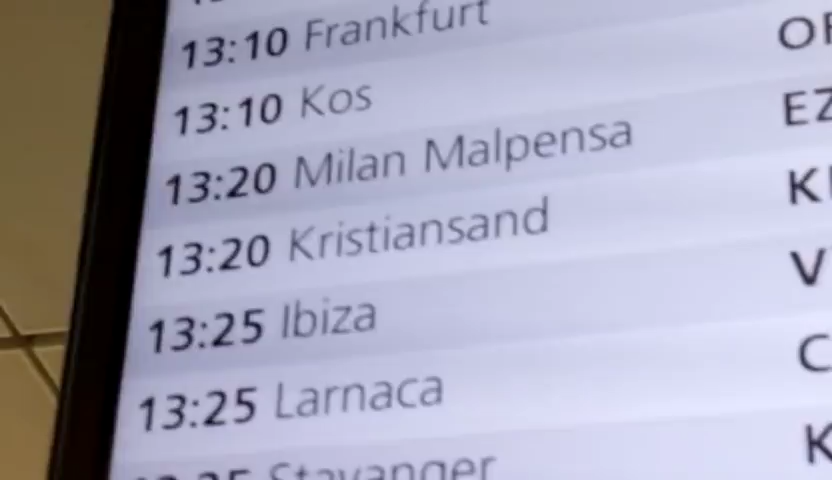 13:10 Frankfurt
13:10 Kos
13:20 Milan Malpensa
13:20 Kristiansand
13:25 Ibiza
13:25 Larnaca
Stavanger